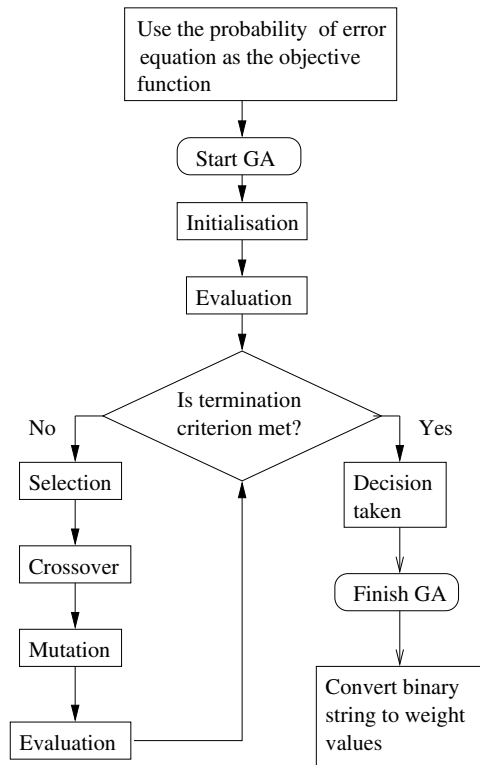 Use the probability of error
equation as the objective
function
Start GA
Initialisation
Evaluation
Is termination
criterion met?
No
Yes
Selection
Crossover
Mutation
Evaluation
Decision
taken
Finish GA
Convert binary
string to weight
values